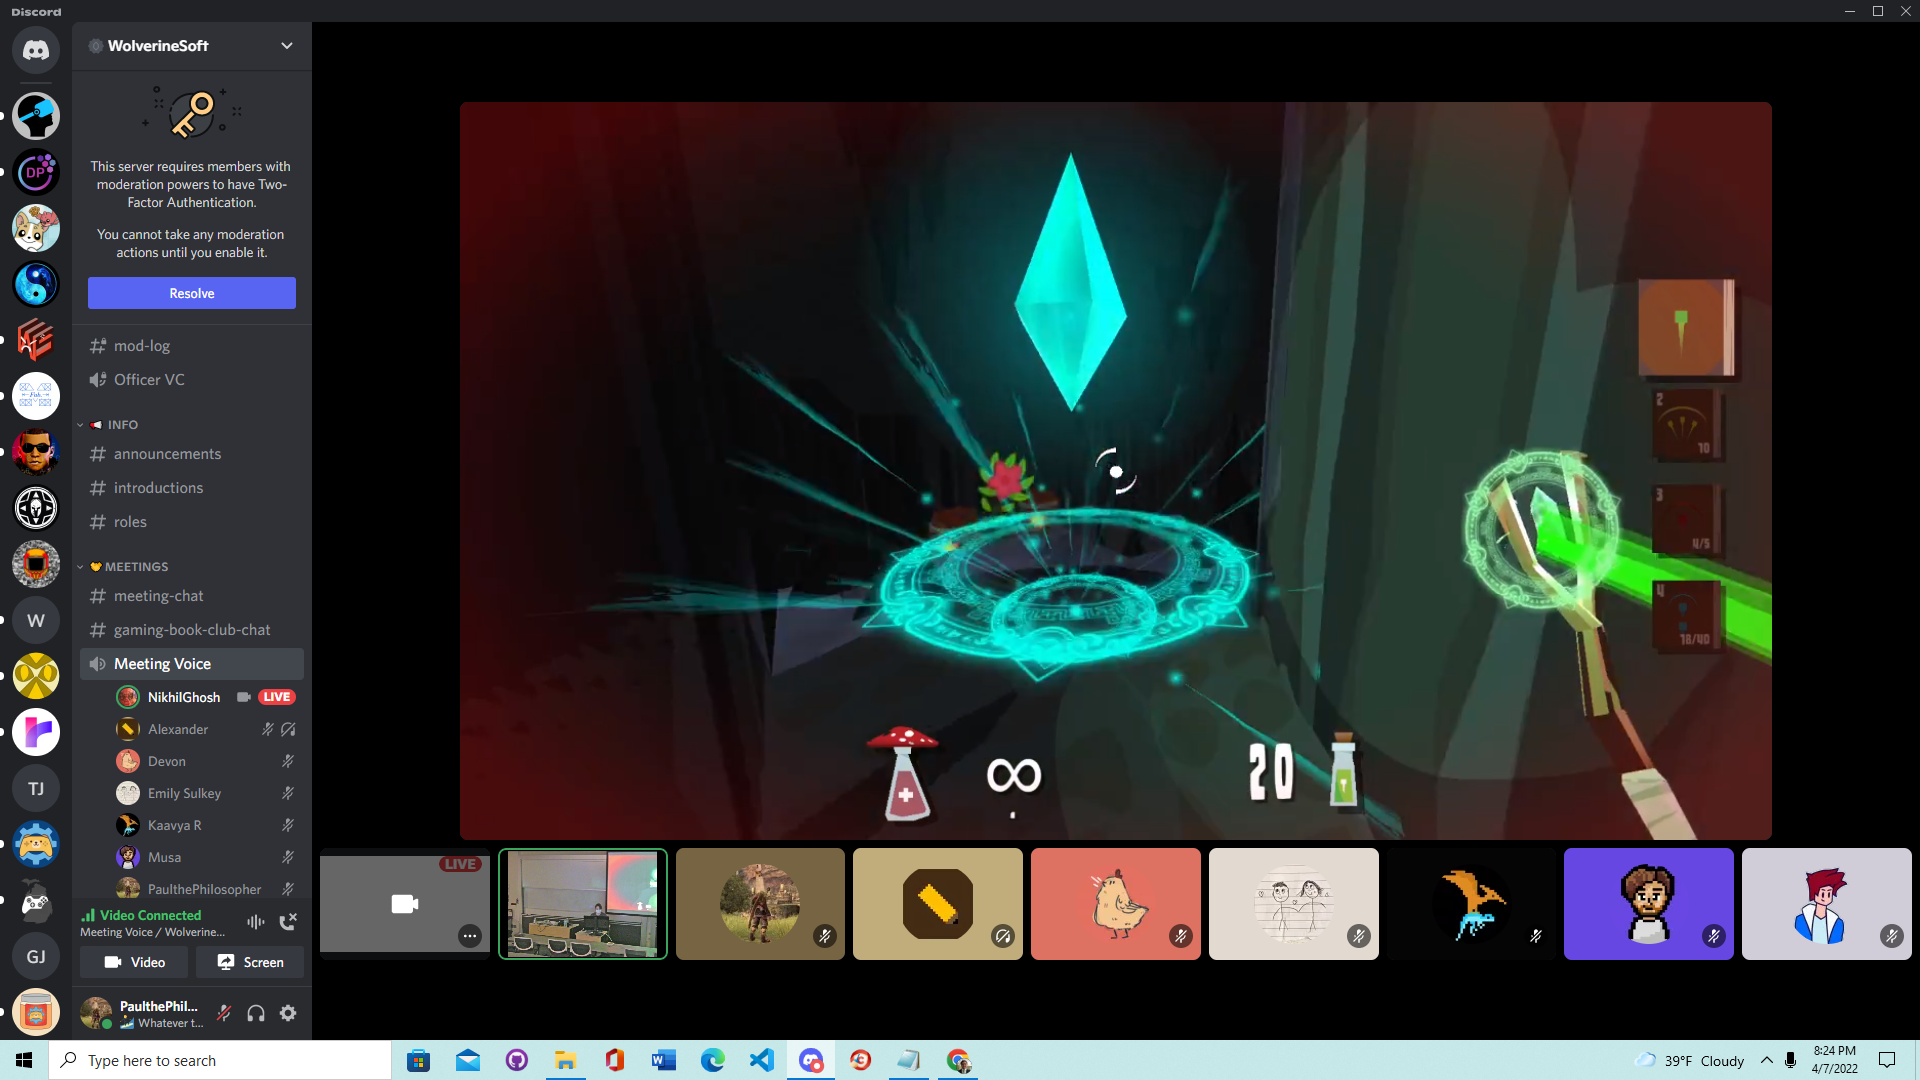 Discord
WolverineSoft
This server requires members with
moderation powers to have Two-
Factor Authentication.
You cannot take any moderation
actions until you enable it.
Resolve
mod-log
Officer VC
INFO
announcements
introductions
roles
MEETINGS
meeting-chat
gaming-book-club-chat
Meeting Voice
NikhilGhosh LIVE
Alexander
Devon
Emily Sulkey
Kaavya R
Musa
PaulthePhilosopher
Video Connected
Meeting Voice / Wolverine...
Video Screen
PaulthePhil...
Whatever t...
DP
W
TJ
GJ
2
10
3
4/5
4
18/40
∞
20
LIVE
Type here to search
39°F Cloudy
8:24 PM
4/7/2022